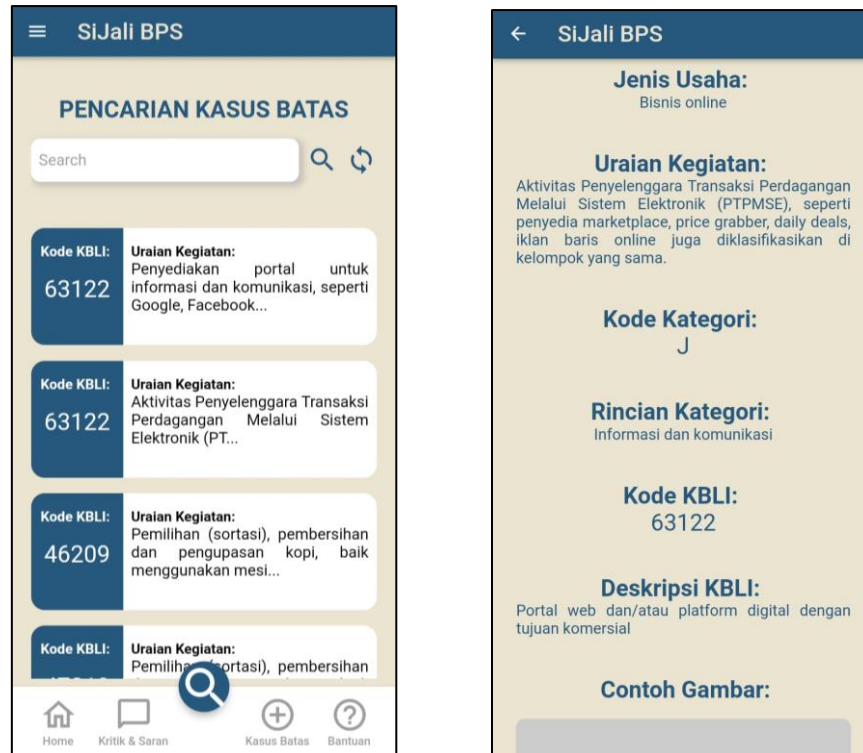 SiJali BPS
PENCARIAN KASUS BATAS
Search
Kode KBLI:
63122
Uraian Kegiatan:
Penyediakan portal untuk
informasi dan komunikasi, seperti
Google, Facebook...
Kode KBLI:
63122
Uraian Kegiatan:
Aktivitas Penyelenggara Transaksi
Perdagangan Melalui Sistem
Elektronik (PT...
Kode KBLI:
46209
Uraian Kegiatan:
Pemilihan (sortasi), pembersihan
dan pengupasan kopi, baik
menggunakan mesi...
Kode KBLI:
Uraian Kegiatan:
(sortasi), pembersihan
Home
Kritik & Saran
Kasus Batas
Bantuan
SiJali BPS
Jenis Usaha:
Bisnis online
Uraian Kegiatan:
Aktivitas Penyelenggara Transaksi Perdagangan
Melalui Sistem Elektronik (PTPMSE), seperti
penyedia marketplace, price grabber, daily deals,
iklan baris online juga diklasifikasikan di
kelompok yang sama.
Kode Kategori:
J
Rincian Kategori:
Informasi dan komunikasi
Kode KBLI:
63122
Deskripsi KBLI:
Portal web dan/atau platform digital dengan
tujuan komersial
Contoh Gambar: